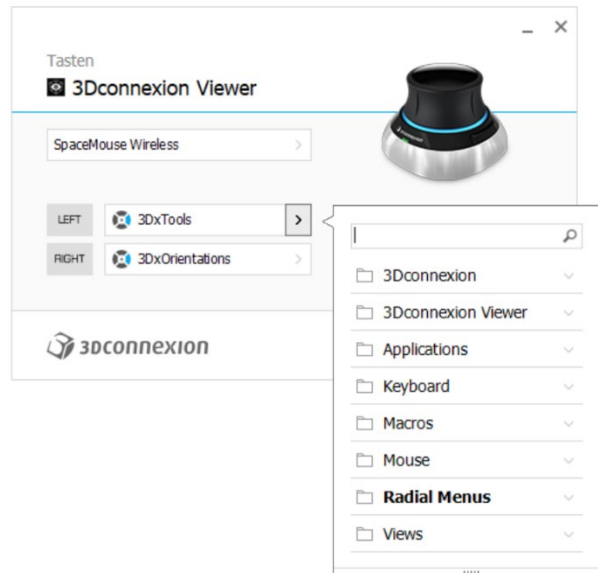 Tasten
3Dconnexion Viewer
SpaceMouse Wireless
LEFT 3DxTools
RIGHT 3DxOrientations
3Dconnexion
3Dconnexion
3Dconnexion Viewer
Applications
Keyboard
Macros
Mouse
Radial Menus
Views